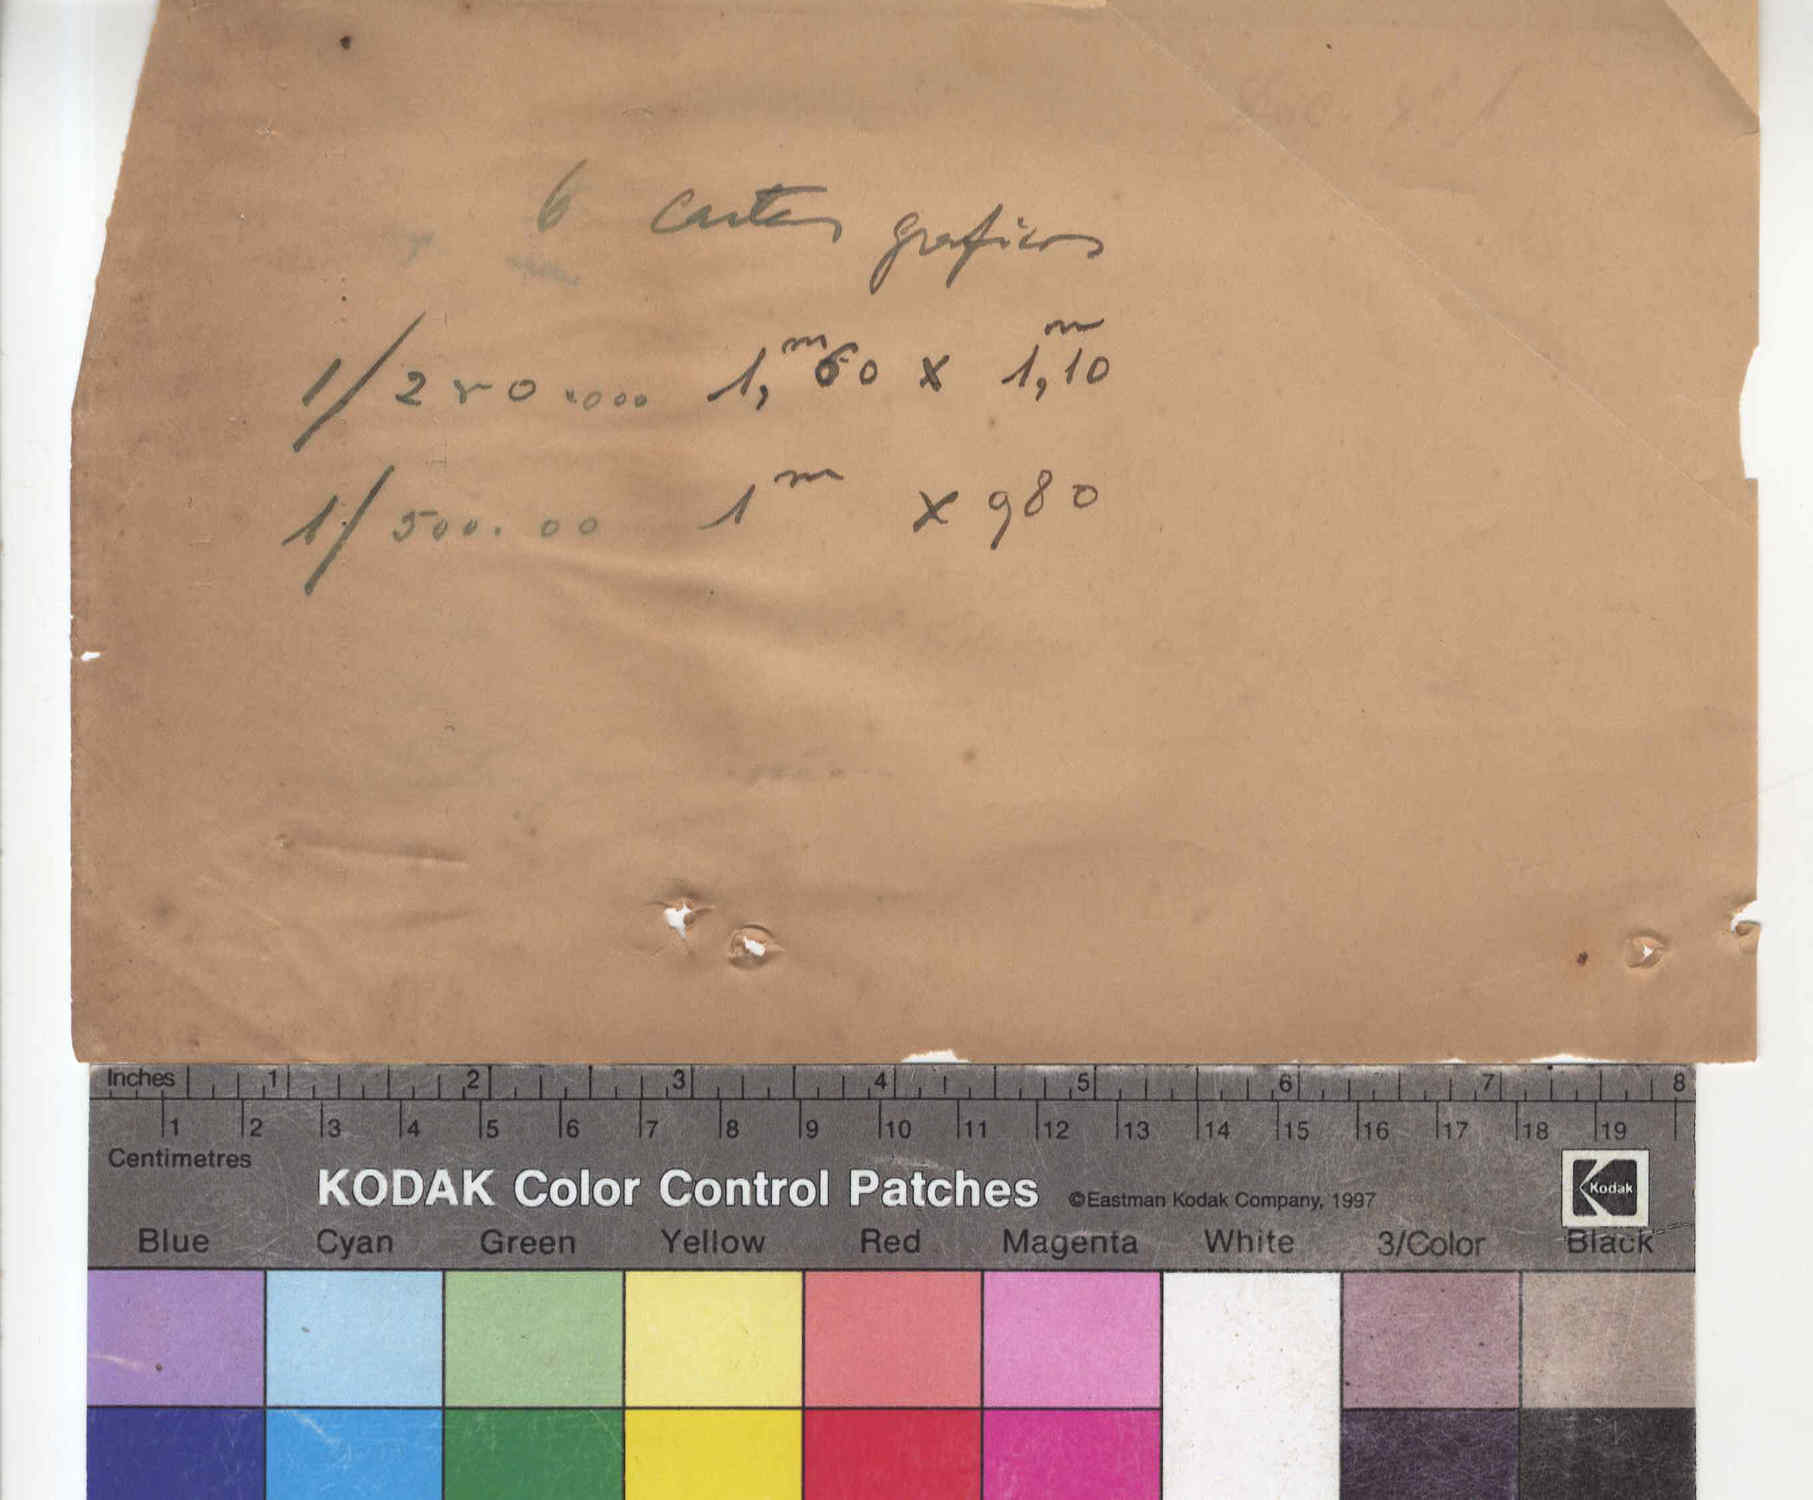 6 cartas graficos
1/250.000 1,m60 x 1,m10
1/500.00 1m x 980
Inches 1 2 3 4 5 6 7 8
1 2 3 4 5 6 7 8 9 10 11 12 13 14 15 16 17 18 19
Centimetres
KODAK Color Control Patches ©Eastman Kodak Company, 1997 Kodak
Blue Cyan Green Yellow Red Magenta White 3/Color Black